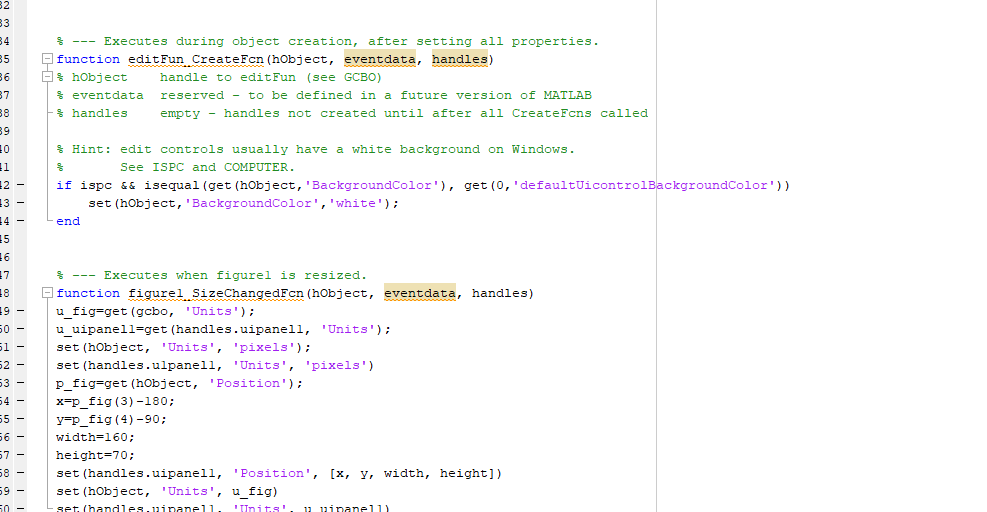 % --- Executes during object creation, after setting all properties.
function editFun_CreateFcn(hObject, eventdata, handles)
% hObject    handle to editFun (see GCBO)
% eventdata  reserved - to be defined in a future version of MATLAB
% handles    empty - handles not created until after all CreateFcns called
% Hint: edit controls usually have a white background on Windows.
%       See ISPC and COMPUTER.
if ispc && isequal(get(hObject,'BackgroundColor'), get(0,'defaultUicontrolBackgroundColor'))
    set(hObject,'BackgroundColor','white');
end
% --- Executes when figure1 is resized.
function figure1_SizeChangedFcn(hObject, eventdata, handles)
u_fig=get(gcbo, 'Units');
u_uipanel1=get(handles.uipanel1, 'Units');
set(hObject, 'Units', 'pixels');
set(handles.uipanel1, 'Units', 'pixels')
p_fig=get(hObject, 'Position');
x=p_fig(3)-180;
y=p_fig(4)-90;
width=160;
height=70;
set(handles.uipanel1, 'Position', [x, y, width, height])
set(hObject, 'Units', u_fig)
set(handles.uipanel1, 'Units', u_uipanel1)